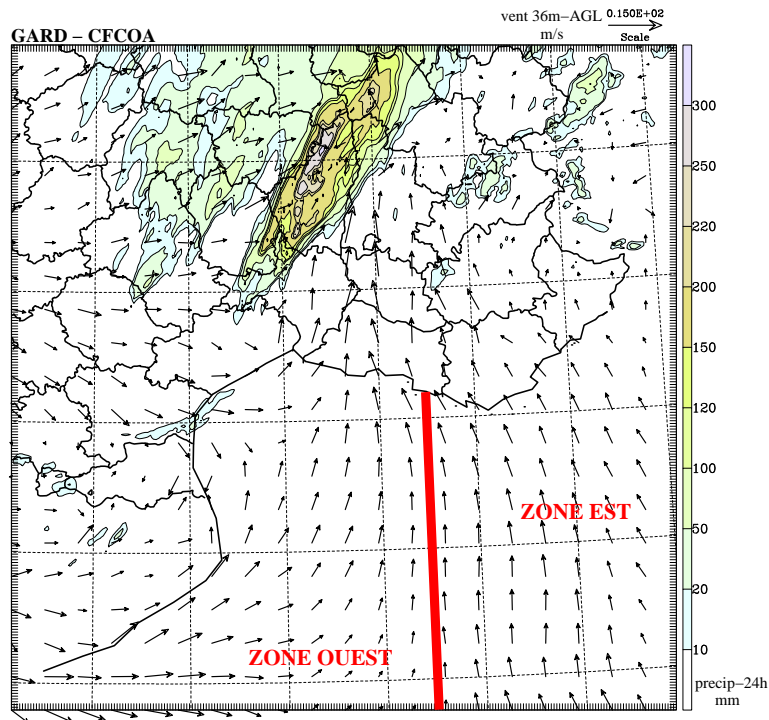 vent 36m–AGL 0.150E+02
m/s Scale
GARD – CFCOA
300
250
220
200
150
120
100
50
20
10
ZONE EST
ZONE OUEST
precip–24h
mm